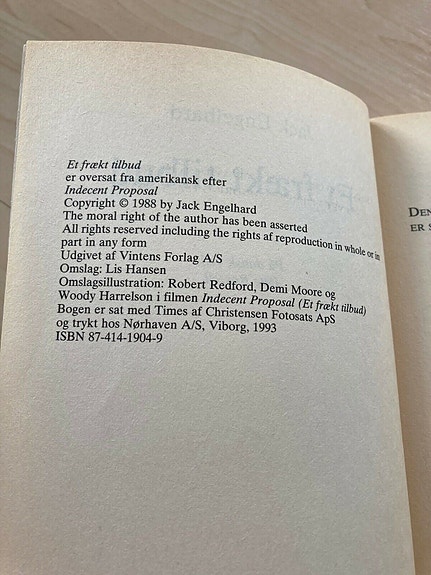 Et frækt tilbud
er oversat fra amerikansk efter
Indecent Proposal
Copyright © 1988 by Jack Engelhard
The moral right of the author has been asserted
All rights reserved including the rights af reproduction in whole or in
part in any form
Udgivet af Vintens Forlag A/S
Omslag: Lis Hansen
Omslagsillustration: Robert Redford, Demi Moore og
Woody Harrelson i filmen Indecent Proposal (Et frækt tilbud)
Bogen er sat med Times af Christensen Fotosats ApS
og trykt hos Nørhaven A/S, Viborg, 1993
ISBN 87-414-1904-9
DEN
ER S